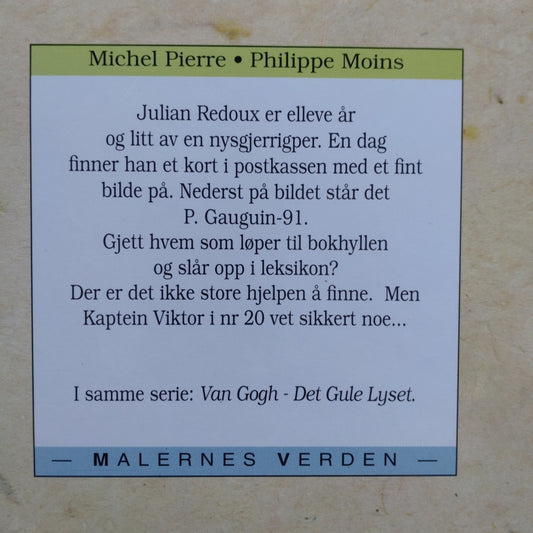 Michel Pierre • Philippe Moins
Julian Redoux er elleve år
og litt av en nysgjerrigper. En dag
finner han et kort i postkassen med et fint
bilde på. Nederst på bildet står det
P. Gauguin-91.
Gjett hvem som løper til bokhyllen
og slår opp i leksikon?
Der er det ikke store hjelpen å finne. Men
Kaptein Viktor i nr 20 vet sikkert noe...
I samme serie: Van Gogh - Det Gule Lyset.
— MALERNES VERDEN —